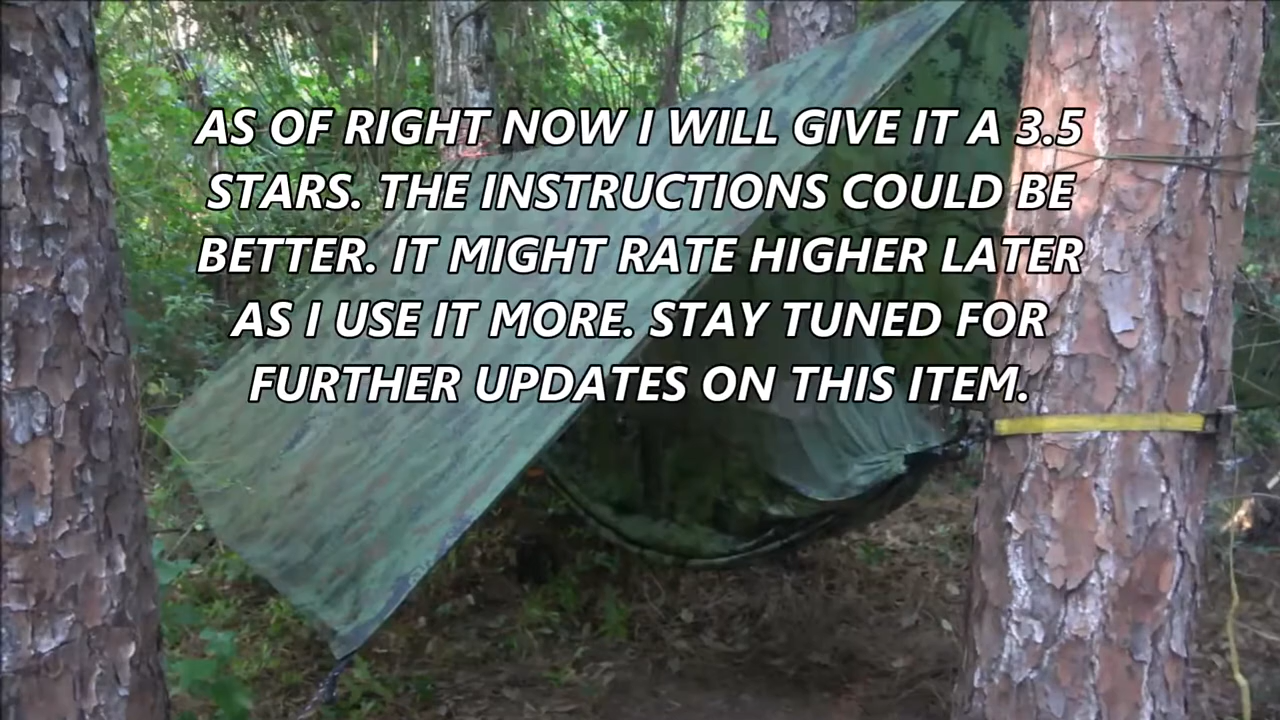 AS OF RIGHT NOW I WILL GIVE IT A 3.5
STARS. THE INSTRUCTIONS COULD BE
BETTER. IT MIGHT RATE HIGHER LATER
AS I USE IT MORE. STAY TUNED FOR
FURTHER UPDATES ON THIS ITEM.